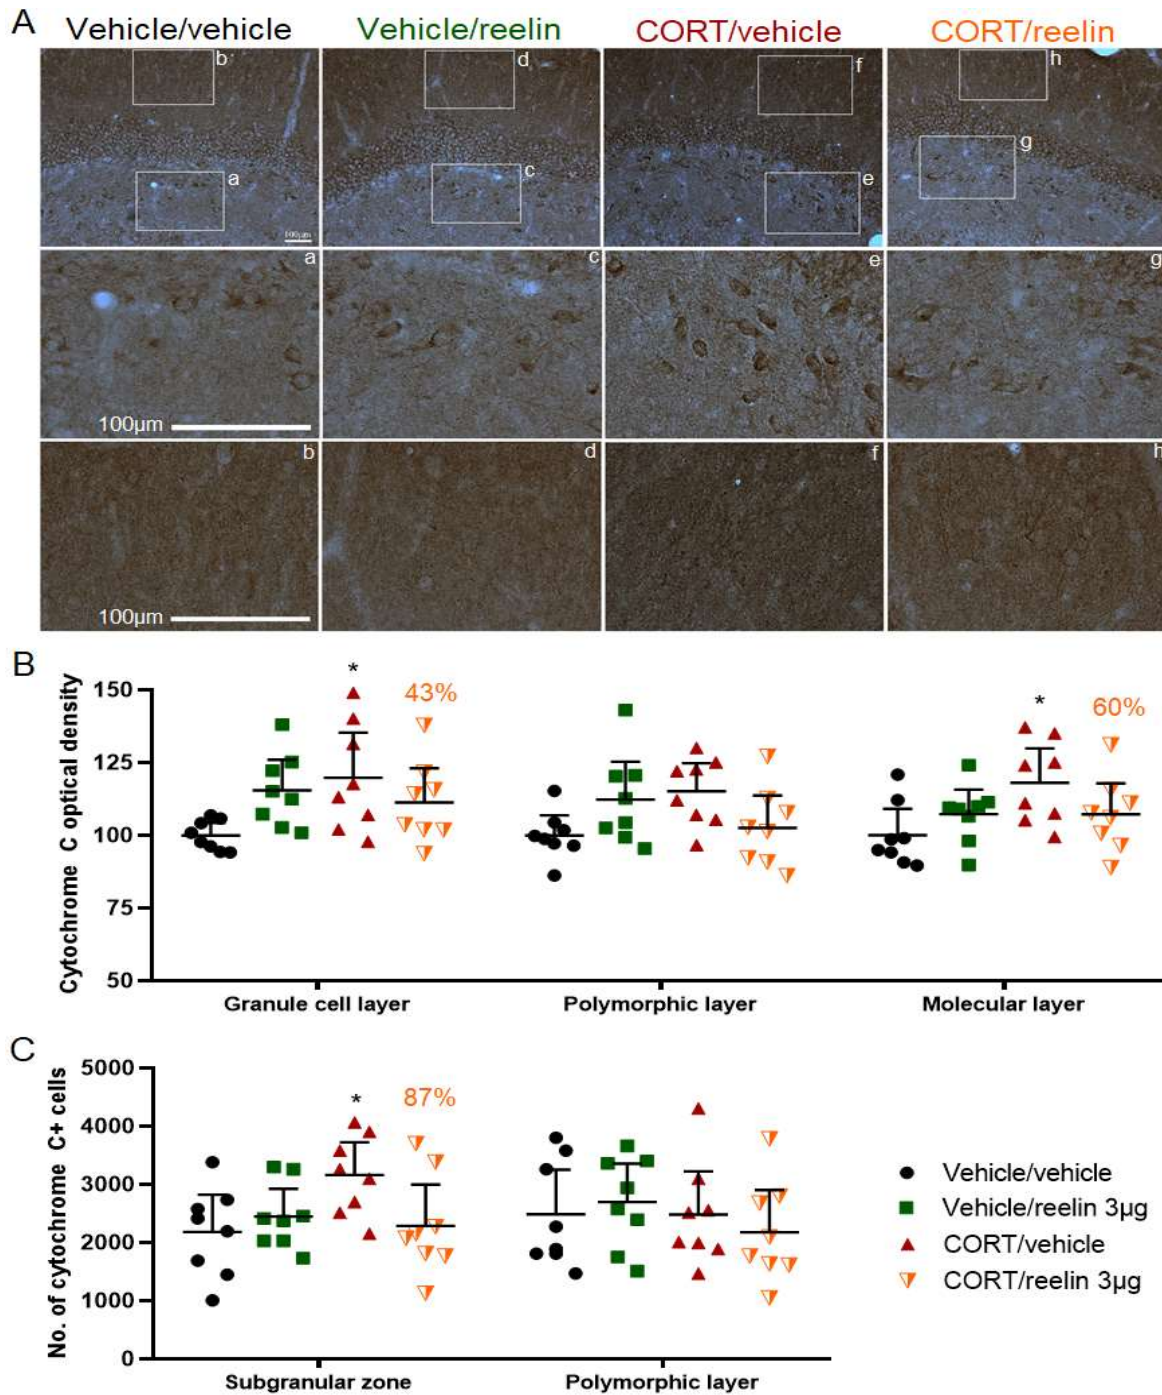 A
Vehicle/vehicle Vehicle/reelin CORT/vehicle CORT/reelin
b d f h
a c e g
100µm
a c e g
100µm
b d f h
100µm
B
Cytochrome C optical density
150
125
100
75
50
* 43% * 60%
Granule cell layer Polymorphic layer Molecular layer
C
No. of cytochrome C+ cells
5000
4000
3000
2000
1000
0
* 87%
Subgranular zone Polymorphic layer
Vehicle/vehicle
Vehicle/reelin 3µg
CORT/vehicle
CORT/reelin 3µg